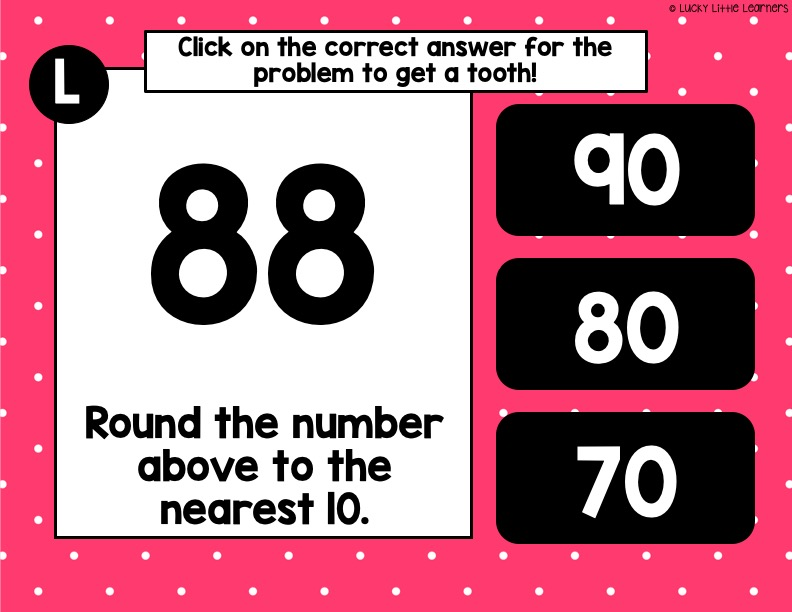 © Lucky Little Learners
Click on the correct answer for the
problem to get a tooth!
L
88
Round the number
above to the
nearest 10.
90
80
70